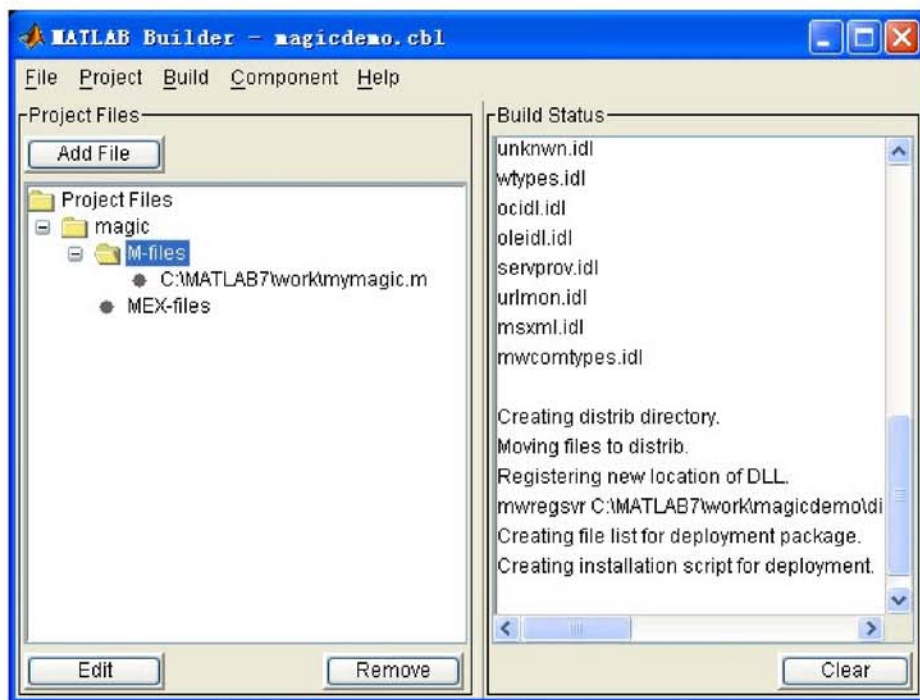 MATLAB Builder - magicdemo.cbl
File Project Build Component Help
Project Files
Add File
Project Files
magic
M-files
C:\MATLAB7\work\mymagic.m
MEX-files
Edit
Remove
Build Status
unknwn.idl
wtypes.idl
ocidl.idl
oleidl.idl
servprov.idl
urlmon.idl
msxml.idl
mwcomtypes.idl
Creating distrib directory.
Moving files to distrib.
Registering new location of DLL.
mwregsvr C:\MATLAB7\work\magicdemo\di
Creating file list for deployment package.
Creating installation script for deployment.
Clear